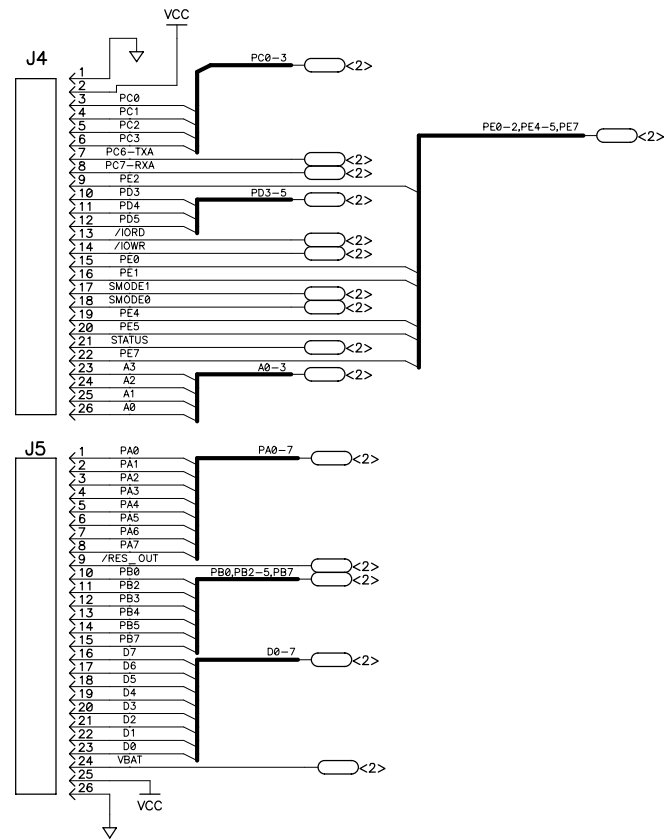 VCC
J4
PC0-3 <2>
1
2
3 PC0
4 PC1
5 PC2
6 PC3
7 PC6-TXA <2>
8 PC7-RXA <2>
PE0-2,PE4-5,PE7 <2>
9 PE2
10 PD3
PD3-5 <2>
11 PD4
12 PD5
13 /IORD <2>
14 /IOWR <2>
15 PE0
16 PE1
17 SMODE1 <2>
18 SMODE0 <2>
19 PE4
20 PE5
21 STATUS <2>
22 PE7
23 A3
A0-3 <2>
24 A2
25 A1
26 A0
J5
1 PA0
PA0-7 <2>
2 PA1
3 PA2
4 PA3
5 PA4
6 PA5
7 PA6
8 PA7
9 /RES_OUT <2>
10 PB0
PB0,PB2-5,PB7 <2>
11 PB2
12 PB3
13 PB4
14 PB5
15 PB7
16 D7
D0-7 <2>
17 D6
18 D5
19 D4
20 D3
21 D2
22 D1
23 D0
24 VBAT <2>
25
26
VCC